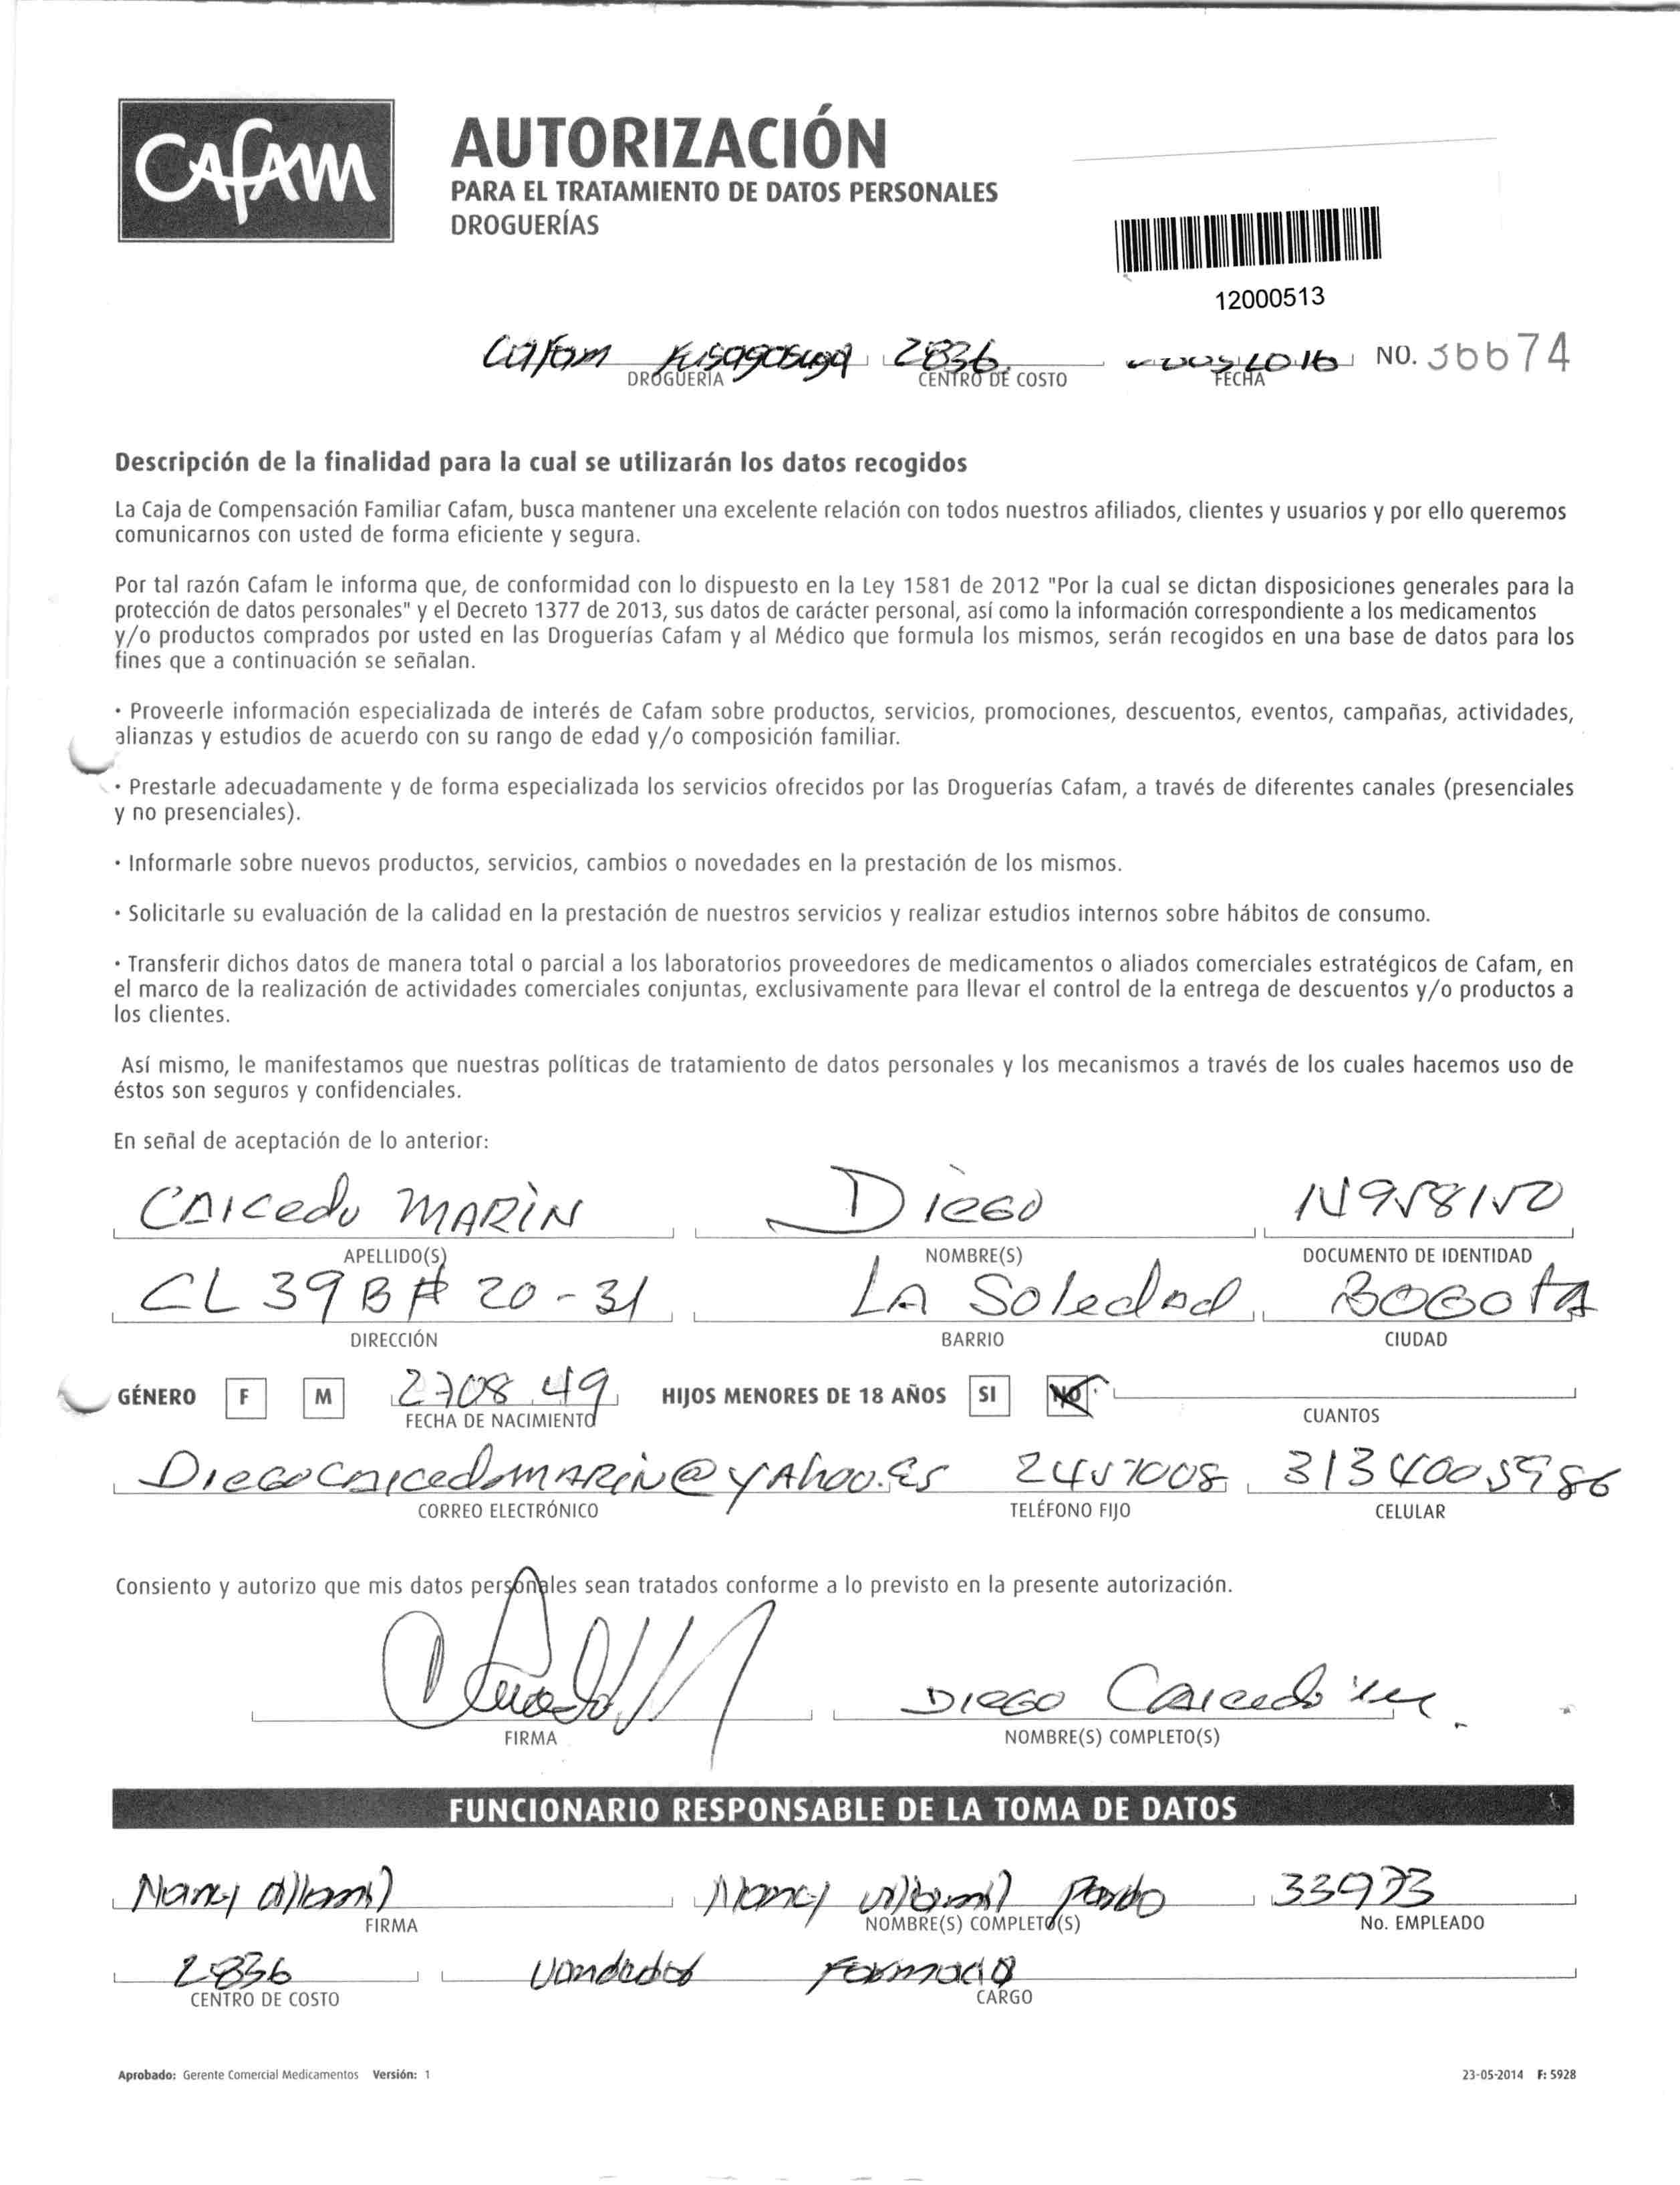 CAFAM
AUTORIZACIÓN
PARA EL TRATAMIENTO DE DATOS PERSONALES
DROGUERÍAS
12000513
Cafam Fusagasuga 2836 NO. 36674
DROGUERÍA CENTRO DE COSTO FECHA
Descripción de la finalidad para la cual se utilizarán los datos recogidos
La Caja de Compensación Familiar Cafam, busca mantener una excelente relación con todos nuestros afiliados, clientes y usuarios y por ello queremos
comunicarnos con usted de forma eficiente y segura.
Por tal razón Cafam le informa que, de conformidad con lo dispuesto en la Ley 1581 de 2012 "Por la cual se dictan disposiciones generales para la
protección de datos personales" y el Decreto 1377 de 2013, sus datos de carácter personal, así como la información correspondiente a los medicamentos
y/o productos comprados por usted en las Droguerías Cafam y al Médico que formula los mismos, serán recogidos en una base de datos para los
fines que a continuación se señalan.
· Proveerle información especializada de interés de Cafam sobre productos, servicios, promociones, descuentos, eventos, campañas, actividades,
alianzas y estudios de acuerdo con su rango de edad y/o composición familiar.
· Prestarle adecuadamente y de forma especializada los servicios ofrecidos por las Droguerías Cafam, a través de diferentes canales (presenciales
y no presenciales).
· Informarle sobre nuevos productos, servicios, cambios o novedades en la prestación de los mismos.
· Solicitarle su evaluación de la calidad en la prestación de nuestros servicios y realizar estudios internos sobre hábitos de consumo.
· Transferir dichos datos de manera total o parcial a los laboratorios proveedores de medicamentos o aliados comerciales estratégicos de Cafam, en
el marco de la realización de actividades comerciales conjuntas, exclusivamente para llevar el control de la entrega de descuentos y/o productos a
los clientes.
Así mismo, le manifestamos que nuestras políticas de tratamiento de datos personales y los mecanismos a través de los cuales hacemos uso de
éstos son seguros y confidenciales.
En señal de aceptación de lo anterior:
Caicedo MARIN Diego
APELLIDO(S) NOMBRE(S) DOCUMENTO DE IDENTIDAD
CL 39 B # 20-31 LA Soledad BOGOTA
DIRECCIÓN BARRIO CIUDAD
GÉNERO F M 270849 HIJOS MENORES DE 18 AÑOS SI NO
FECHA DE NACIMIENTO CUANTOS
DiegoCaicedoMARIN@yAhoo.es 2457008 3134005986
CORREO ELECTRÓNICO TELÉFONO FIJO CELULAR
Consiento y autorizo que mis datos personales sean tratados conforme a lo previsto en la presente autorización.
DIEGO Caicedo
FIRMA NOMBRE(S) COMPLETO(S)
FUNCIONARIO RESPONSABLE DE LA TOMA DE DATOS
Nancy villamil Nancy villamil Pardo 33973
FIRMA NOMBRE(S) COMPLETO(S) No. EMPLEADO
2836 Vendedor Farmacia
CENTRO DE COSTO CARGO
Aprobado: Gerente Comercial Medicamentos Versión: 1 23-05-2014 F: 5928